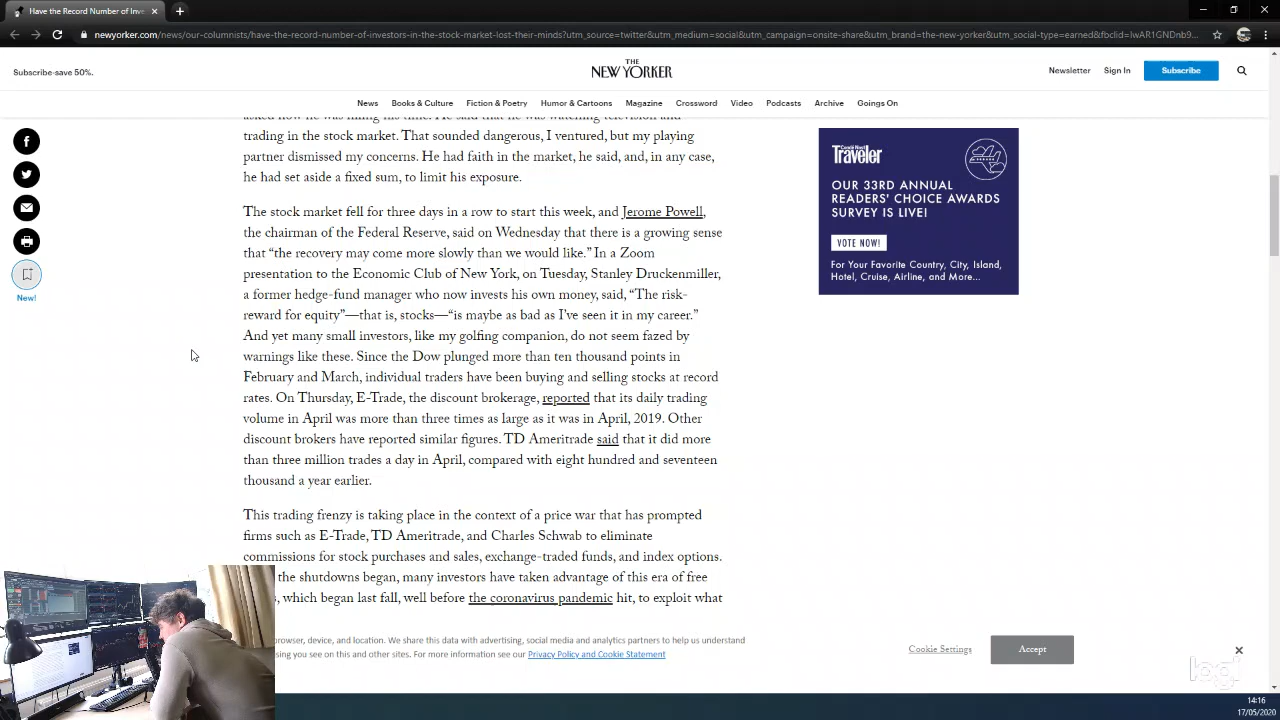 Have the Record Number of Inve
newyorker.com/news/our-columnists/have-the-record-number-of-investors-in-the-stock-market-lost-their-minds?utm_source=twitter&utm_medium=social&utm_campaign=onsite-share&utm_brand=the-new-yorker&utm_social-type=earned&fbclid=IwAR1GNDnb9...
Subscribe-save 50%.
THE
NEW YORKER
Newsletter
Sign In
Subscribe
News
Books & Culture
Fiction & Poetry
Humor & Cartoons
Magazine
Crossword
Video
Podcasts
Archive
Goings On
asked how he was filling his time. He said that he was watching television and
trading in the stock market. That sounded dangerous, I ventured, but my playing
partner dismissed my concerns. He had faith in the market, he said, and, in any case,
he had set aside a fixed sum, to limit his exposure.
The stock market fell for three days in a row to start this week, and Jerome Powell,
the chairman of the Federal Reserve, said on Wednesday that there is a growing sense
that “the recovery may come more slowly than we would like.” In a Zoom
presentation to the Economic Club of New York, on Tuesday, Stanley Druckenmiller,
a former hedge-fund manager who now invests his own money, said, “The risk-
reward for equity”—that is, stocks—“is maybe as bad as I’ve seen it in my career.”
And yet many small investors, like my golfing companion, do not seem fazed by
warnings like these. Since the Dow plunged more than ten thousand points in
February and March, individual traders have been buying and selling stocks at record
rates. On Thursday, E-Trade, the discount brokerage, reported that its daily trading
volume in April was more than three times as large as it was in April, 2019. Other
discount brokers have reported similar figures. TD Ameritrade said that it did more
than three million trades a day in April, compared with eight hundred and seventeen
thousand a year earlier.
This trading frenzy is taking place in the context of a price war that has prompted
firms such as E-Trade, TD Ameritrade, and Charles Schwab to eliminate
commissions for stock purchases and sales, exchange-traded funds, and index options.
the shutdowns began, many investors have taken advantage of this era of free
, which began last fall, well before the coronavirus pandemic hit, to exploit what
New!
Condé Nast
Traveler
OUR 33RD ANNUAL
READERS’ CHOICE AWARDS
SURVEY IS LIVE!
VOTE NOW!
For Your Favorite Country, City, Island,
Hotel, Cruise, Airline, and More...
browser, device, and location. We share this data with advertising, social media and analytics partners to help us understand
sing you see on this and other sites. For more information see our Privacy Policy and Cookie Statement
Cookie Settings
Accept
14:16
17/05/2020